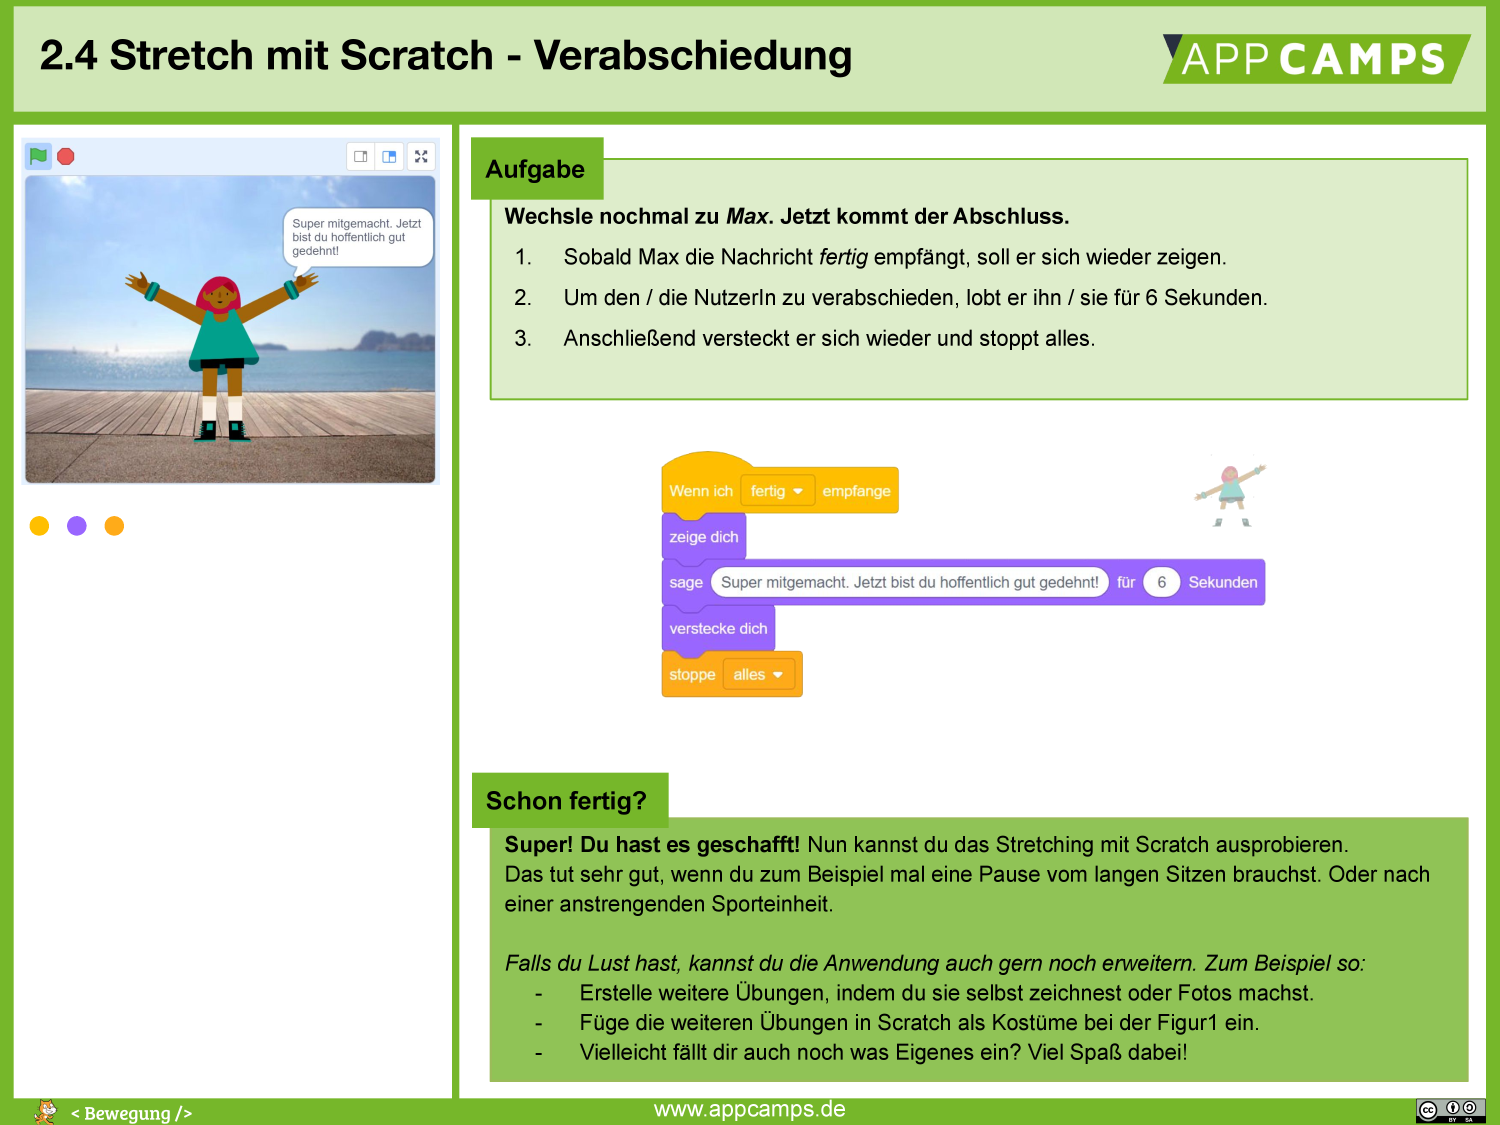 2.4 Stretch mit Scratch - Verabschiedung
APP CAMPS
Super mitgemacht. Jetzt
bist du hoffentlich gut
gedehnt!
Aufgabe
Wechsle nochmal zu Max. Jetzt kommt der Abschluss.
1. Sobald Max die Nachricht fertig empfängt, soll er sich wieder zeigen.
2. Um den / die NutzerIn zu verabschieden, lobt er ihn / sie für 6 Sekunden.
3. Anschließend versteckt er sich wieder und stoppt alles.
Wenn ich fertig empfange
zeige dich
sage Super mitgemacht. Jetzt bist du hoffentlich gut gedehnt! für 6 Sekunden
verstecke dich
stoppe alles
Schon fertig?
Super! Du hast es geschafft! Nun kannst du das Stretching mit Scratch ausprobieren.
Das tut sehr gut, wenn du zum Beispiel mal eine Pause vom langen Sitzen brauchst. Oder nach
einer anstrengenden Sporteinheit.
Falls du Lust hast, kannst du die Anwendung auch gern noch erweitern. Zum Beispiel so:
- Erstelle weitere Übungen, indem du sie selbst zeichnest oder Fotos machst.
- Füge die weiteren Übungen in Scratch als Kostüme bei der Figur1 ein.
- Vielleicht fällt dir auch noch was Eigenes ein? Viel Spaß dabei!
< Bewegung />
www.appcamps.de
cc BY SA